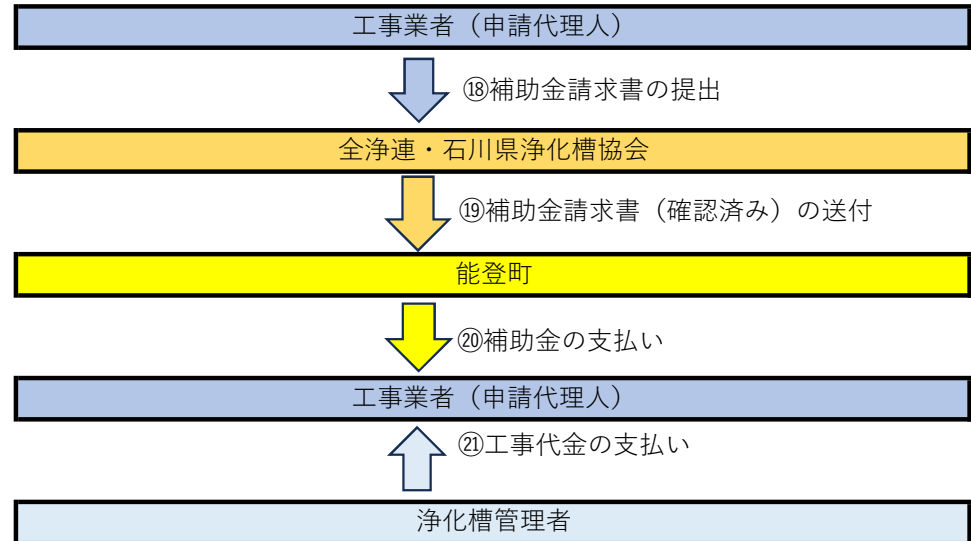 工事業者（申請代理人）
⑱補助金請求書の提出
全浄連・石川県浄化槽協会
⑲補助金請求書（確認済み）の送付
能登町
⑳補助金の支払い
工事業者（申請代理人）
㉑工事代金の支払い
浄化槽管理者